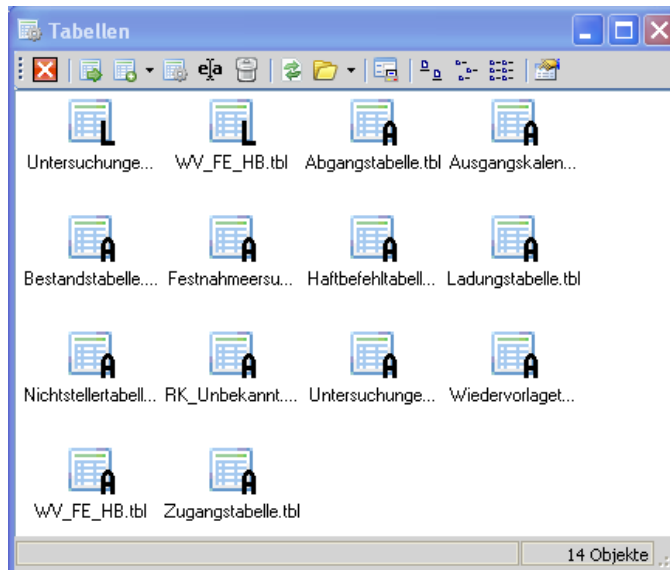 Tabellen
eja
Untersuchunge... WV_FE_HB.tbl Abgangstabelle.tbl Ausgangskalen...
Bestandstabelle.... Festnahmeersu... Haftbefehltabell... Ladungstabelle.tbl
Nichtstellertabell... RK_Unbekannt.... Untersuchunge... Wiedervorlaget...
WV_FE_HB.tbl Zugangstabelle.tbl
14 Objekte